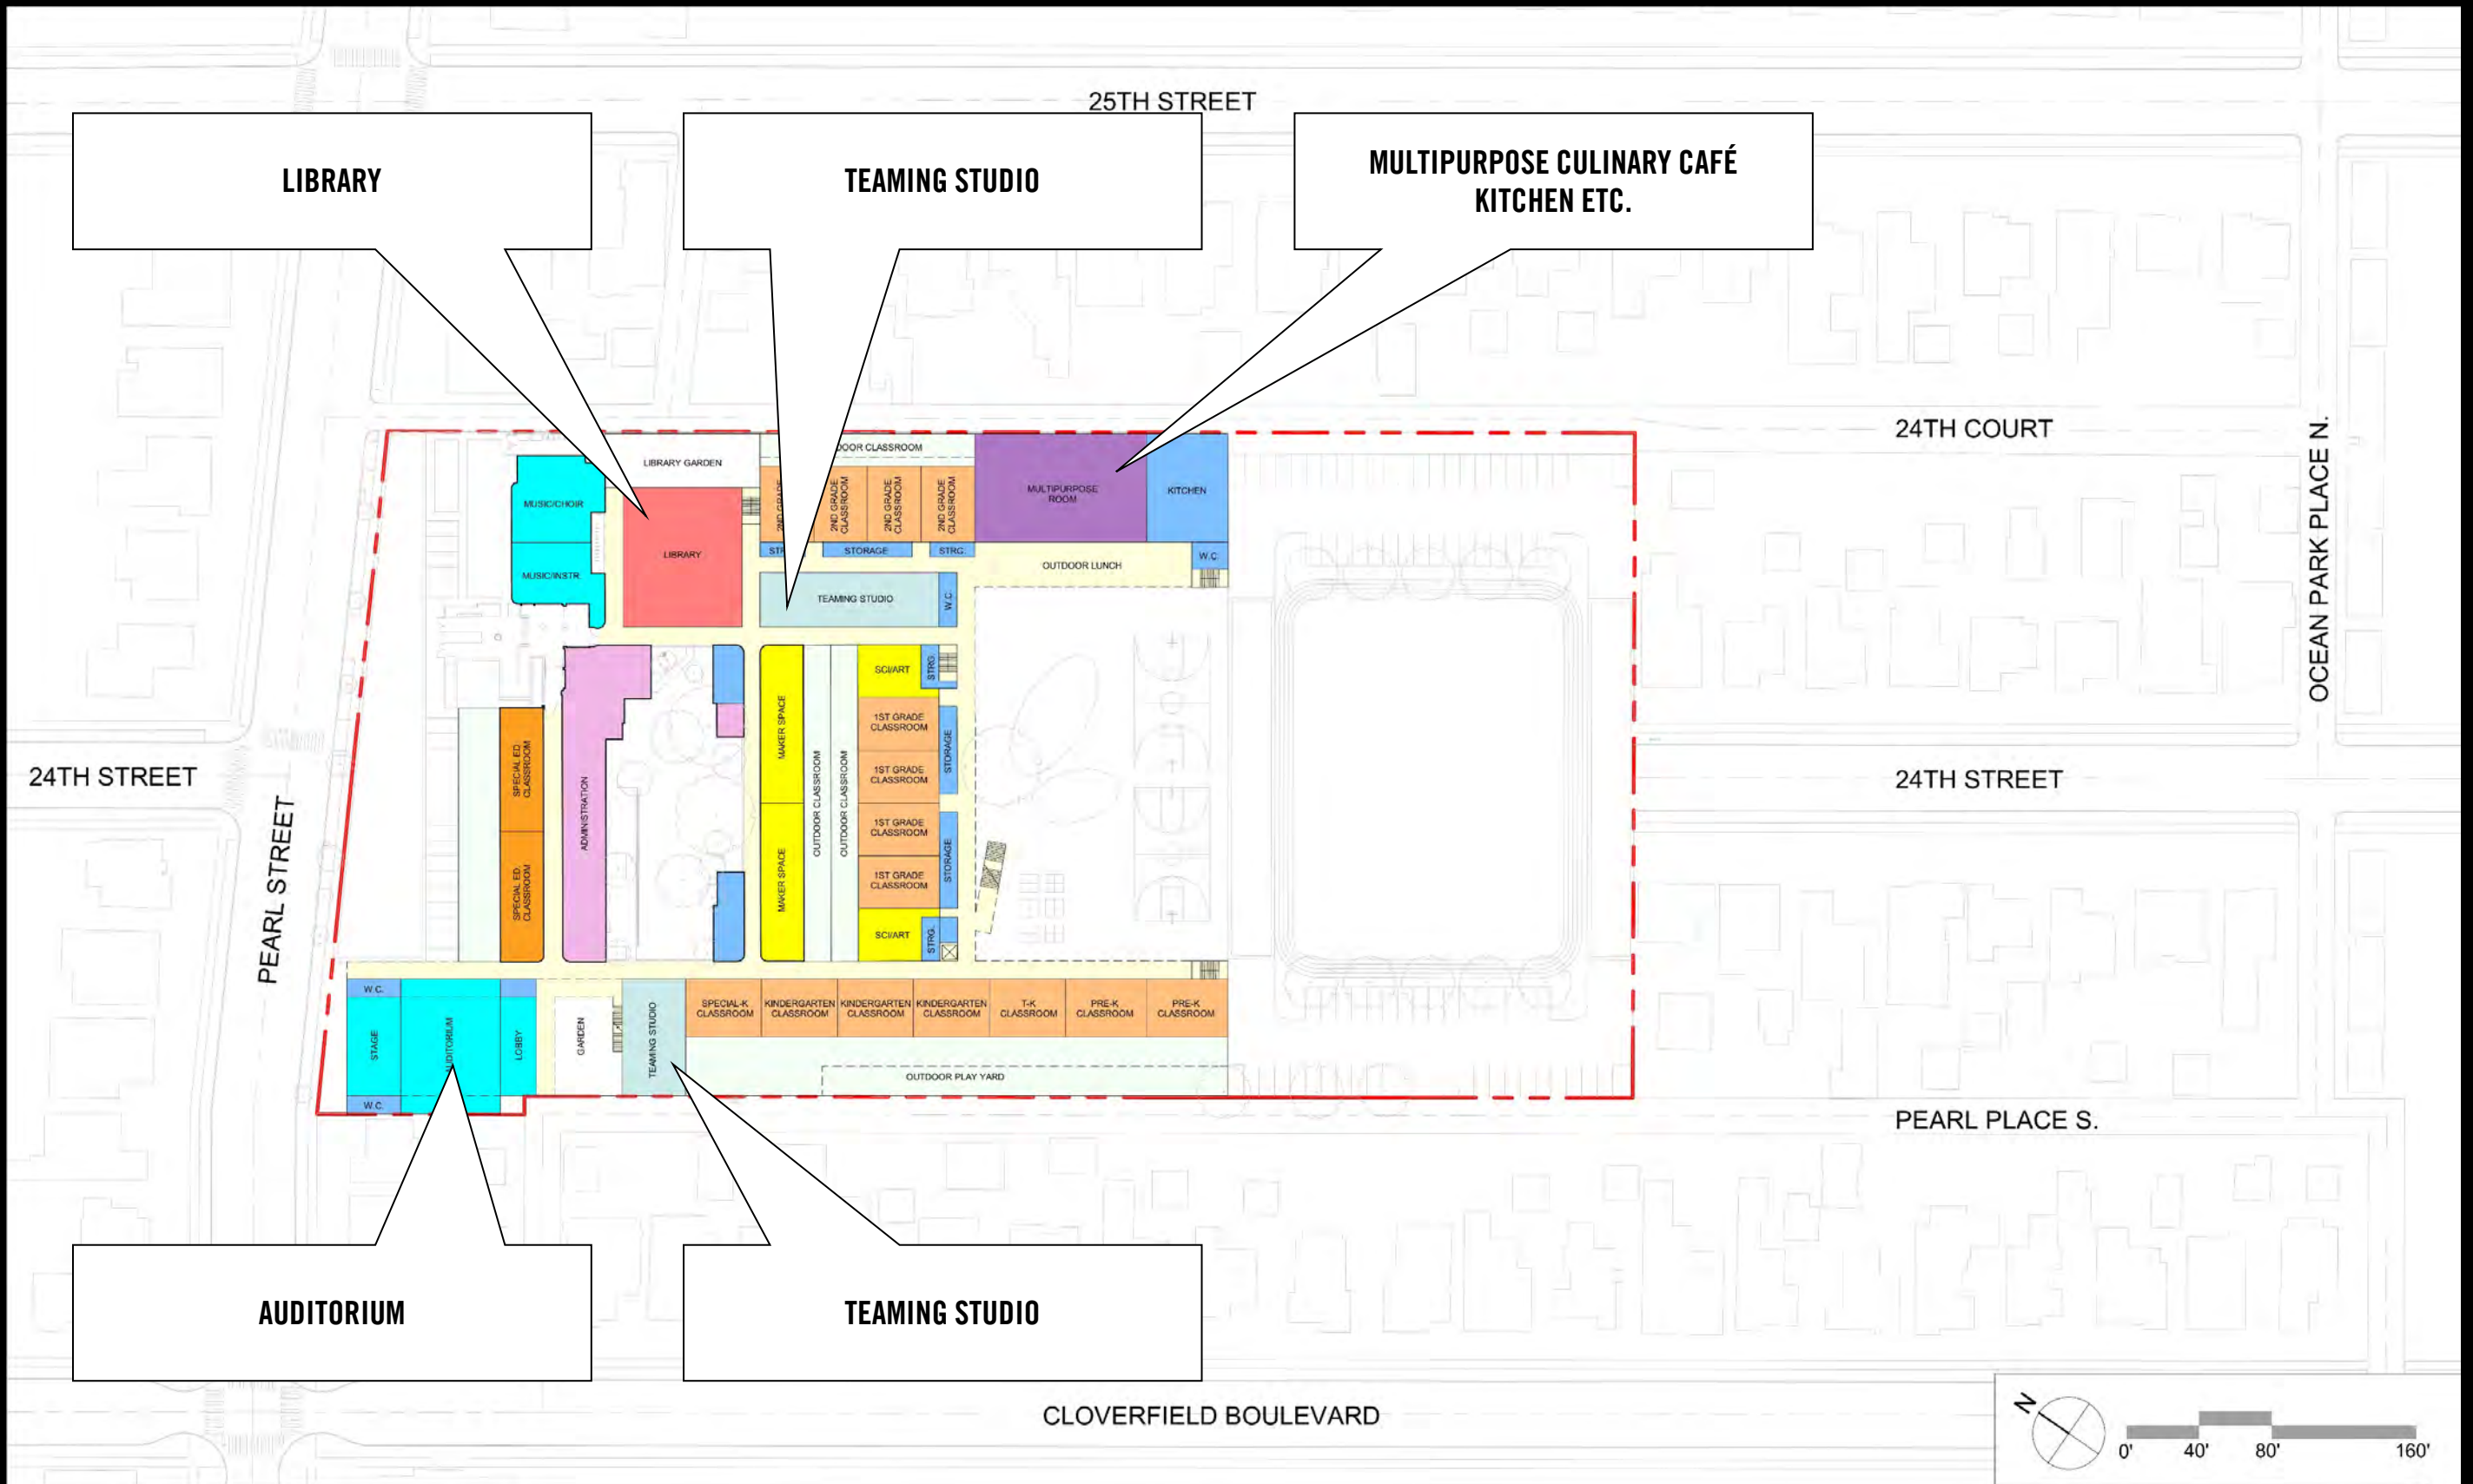 25TH STREET
LIBRARY
TEAMING STUDIO
MULTIPURPOSE CULINARY CAFÉ
KITCHEN ETC.
24TH COURT
OCEAN PARK PLACE N.
LIBRARY GARDEN
OOR CLASSROOM
MUSIC/CHOIR
MUSIC/INSTR.
LIBRARY
2ND GRADE
2ND GRADE
CLASSROOM
2ND GRADE
CLASSROOM
2ND GRADE
CLASSROOM
MULTIPURPOSE
ROOM
KITCHEN
STORAGE
STRG.
W.C.
OUTDOOR LUNCH
TEAMING STUDIO
W.C.
24TH STREET
PEARL STREET
SPECIAL ED.
CLASSROOM
SPECIAL ED.
CLASSROOM
ADMINISTRATION
MAKER SPACE
MAKER SPACE
OUTDOOR CLASSROOM
OUTDOOR CLASSROOM
SCI/ART
STRG.
1ST GRADE
CLASSROOM
1ST GRADE
CLASSROOM
STORAGE
1ST GRADE
CLASSROOM
1ST GRADE
CLASSROOM
STORAGE
SCI/ART
STRG.
24TH STREET
W.C.
STAGE
AUDITORIUM
LOBBY
W.C.
GARDEN
TEAMING STUDIO
SPECIAL-K
CLASSROOM
KINDERGARTEN
CLASSROOM
KINDERGARTEN
CLASSROOM
KINDERGARTEN
CLASSROOM
T-K
CLASSROOM
PRE-K
CLASSROOM
PRE-K
CLASSROOM
OUTDOOR PLAY YARD
PEARL PLACE S.
AUDITORIUM
TEAMING STUDIO
CLOVERFIELD BOULEVARD
N
0' 40' 80' 160'